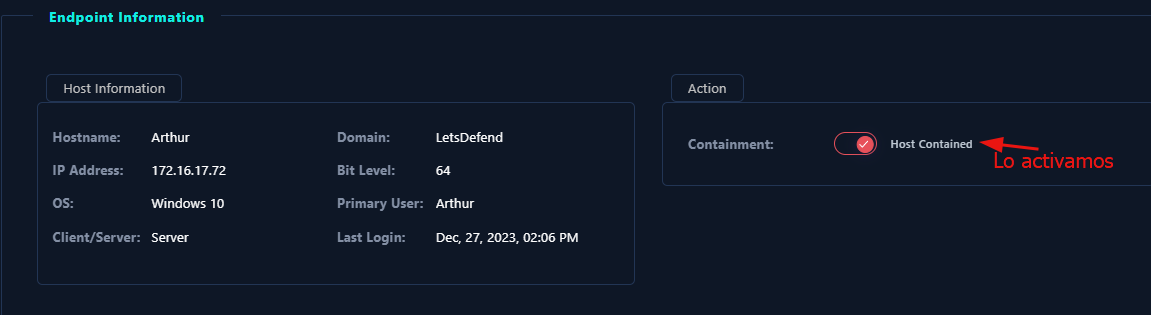 Endpoint Information
Host Information
Action
Hostname: Arthur Domain: LetsDefend
Containment: Host Contained
Lo activamos
IP Address: 172.16.17.72 Bit Level: 64
OS: Windows 10 Primary User: Arthur
Client/Server: Server Last Login: Dec, 27, 2023, 02:06 PM